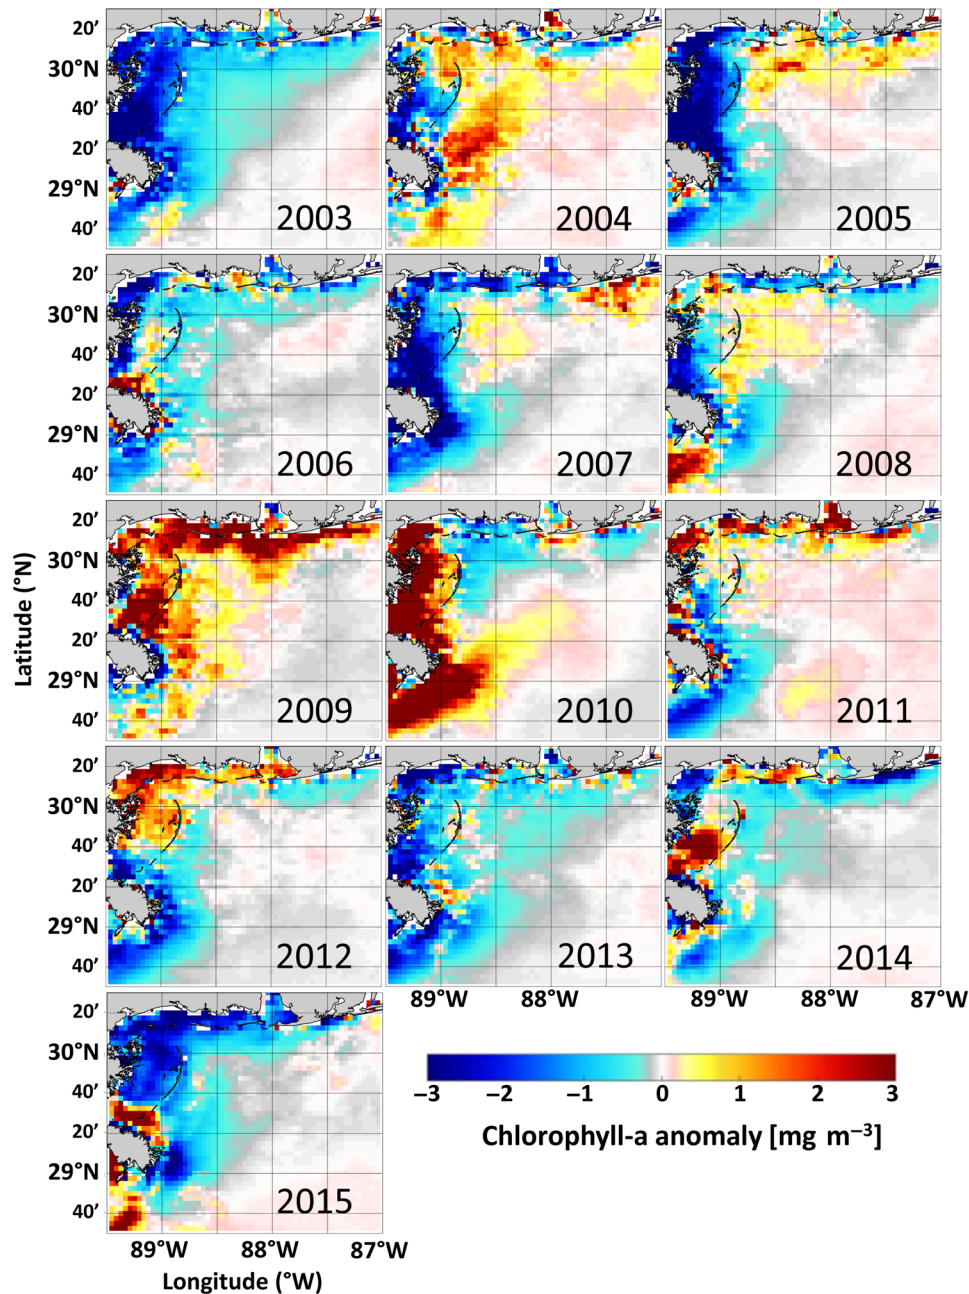 20’
30°N
40’
20’
29°N
40’
2003
2004
2005
20’
30°N
40’
20’
29°N
40’
2006
2007
2008
20’
30°N
40’
20’
29°N
40’
2009
2010
2011
Latitude (°N)
20’
30°N
40’
20’
29°N
40’
2012
2013
2014
89°W 88°W 89°W 88°W 87°W
20’
30°N
40’
20’
29°N
40’
2015
89°W 88°W 87°W
Longitude (°W)
−3 −2 −1 0 1 2 3
Chlorophyll-a anomaly [mg m⁻³]